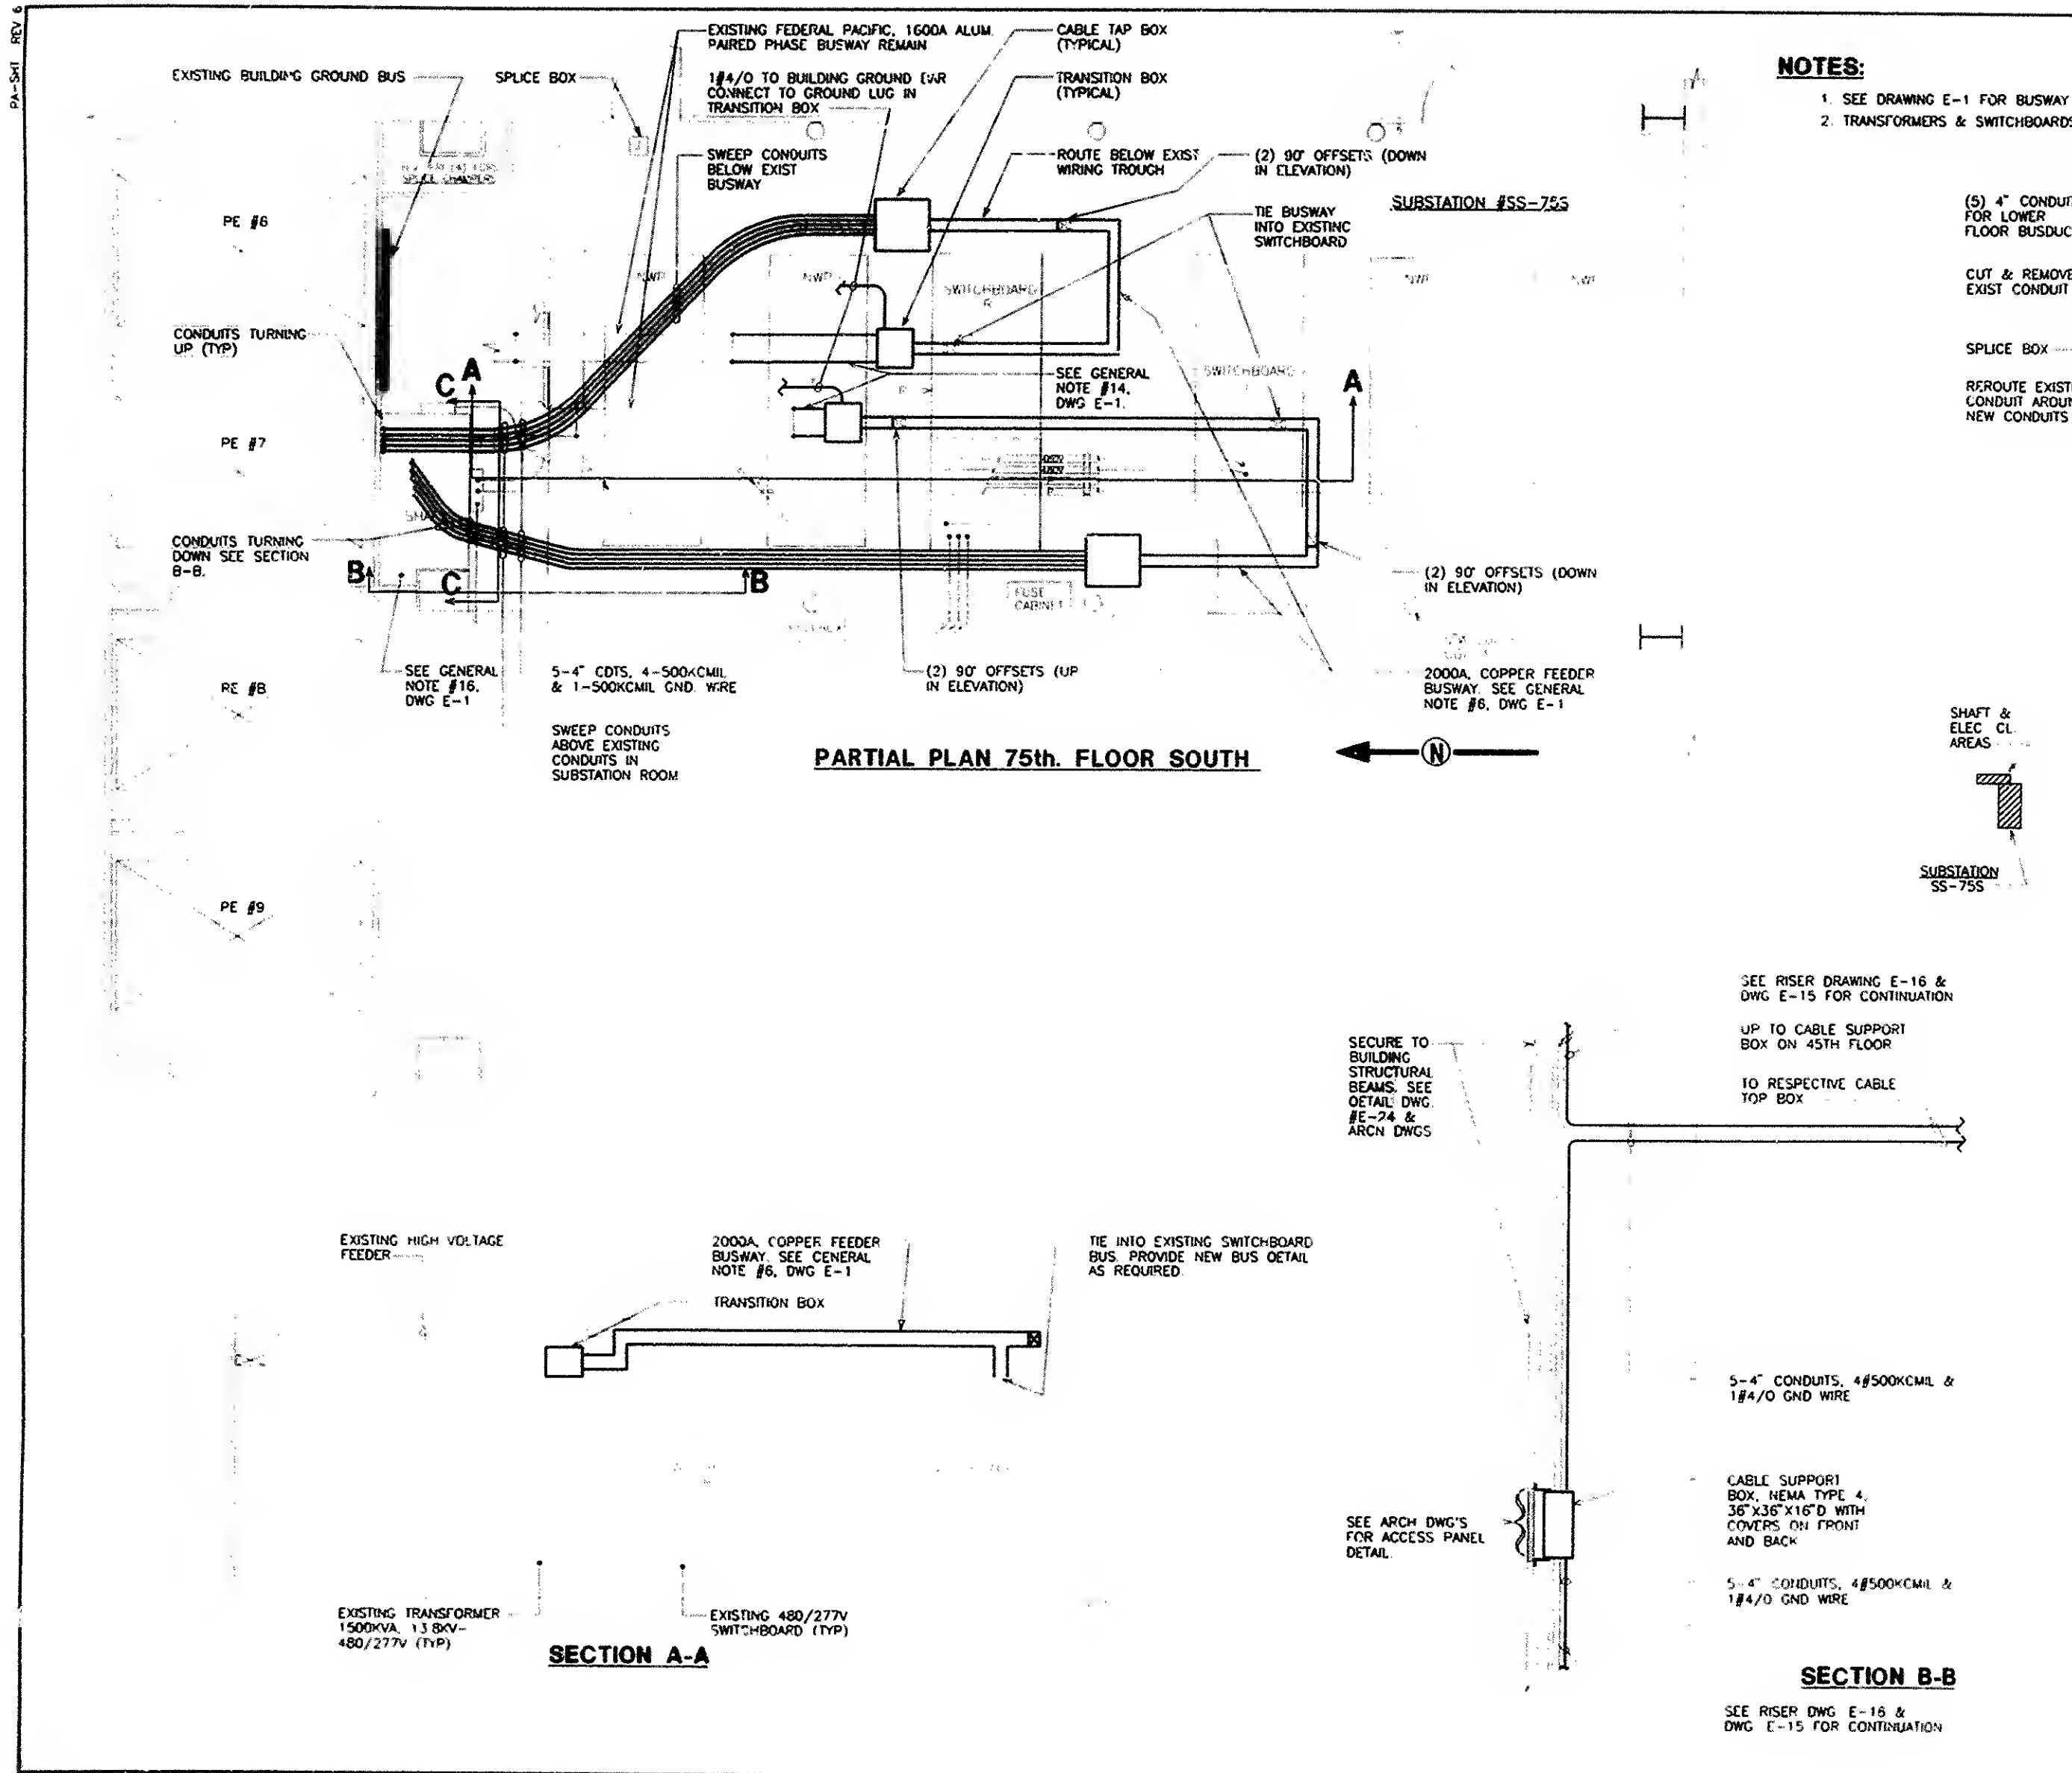 PA-SMT REV 6
EXISTING BUILDING GROUND BUS
SPLICE BOX
EXISTING FEDERAL PACIFIC, 1600A ALUM.
PAIRED PHASE BUSWAY REMAIN
1#4/0 TO BUILDING GROUND
CONNECT TO GROUND LUG IN
TRANSITION BOX
SWEEP CONDUITS
BELOW EXIST
BUSWAY
CABLE TAP BOX
(TYPICAL)
TRANSITION BOX
(TYPICAL)
ROUTE BELOW EXIST
WIRING TROUGH
(2) 90° OFFSETS (DOWN
IN ELEVATION)
TIE BUSWAY
INTO EXISTING
SWITCHBOARD
SUBSTATION #SS-75S
NOTES:
1. SEE DRAWING E-1 FOR BUSWAY
2. TRANSFORMERS & SWITCHBOARDS
(5) 4" CONDUIT
FOR LOWER
FLOOR BUSDUC
CUT & REMOVE
EXIST CONDUIT
SPLICE BOX
REROUTE EXIST
CONDUIT AROUN
NEW CONDUITS
PE #6
CONDUITS TURNING
UP (TYP)
PE #7
CONDUITS TURNING
DOWN SEE SECTION
B-B.
NWP
NWP
SWITCHBOARD
R
NWP
NWP
SWITCHBOARD
C A
A
SEE GENERAL
NOTE #14,
DWG E-1.
B C
B
FUSE
CABINET
(2) 90° OFFSETS (DOWN
IN ELEVATION)
SEE GENERAL
NOTE #16,
DWG E-1
5-4" CDTS, 4-500KCMIL
& 1-500KCMIL GND. WIRE
(2) 90° OFFSETS (UP
IN ELEVATION)
2000A, COPPER FEEDER
BUSWAY. SEE GENERAL
NOTE #6, DWG E-1
SWEEP CONDUITS
ABOVE EXISTING
CONDUITS IN
SUBSTATION ROOM
PE #8
PARTIAL PLAN 75th. FLOOR SOUTH
N
SHAFT &
ELEC CL.
AREAS
SUBSTATION
SS-75S
PE #9
SEE RISER DRAWING E-16 &
DWG E-15 FOR CONTINUATION
UP TO CABLE SUPPORT
BOX ON 45TH FLOOR
TO RESPECTIVE CABLE
TOP BOX
SECURE TO
BUILDING
STRUCTURAL
BEAMS. SEE
DETAIL DWG.
#E-24 &
ARCN DWGS
EXISTING HIGH VOLTAGE
FEEDER
2000A, COPPER FEEDER
BUSWAY. SEE GENERAL
NOTE #6, DWG E-1
TRANSITION BOX
TIE INTO EXISTING SWITCHBOARD
BUS. PROVIDE NEW BUS DETAIL
AS REQUIRED.
5-4" CONDUITS, 4#500KCMIL &
1#4/0 GND WIRE
CABLE SUPPORT
BOX, NEMA TYPE 4,
36"X36"X16"D WITH
COVERS ON FRONT
AND BACK
SEE ARCH DWG'S
FOR ACCESS PANEL
DETAIL.
5-4" CONDUITS, 4#500KCMIL &
1#4/0 GND WIRE
EXISTING TRANSFORMER
1500KVA, 13.8KV-
480/277V (TYP)
EXISTING 480/277V
SWITCHBOARD (TYP)
SECTION A-A
SECTION B-B
SEE RISER DWG E-16 &
DWG E-15 FOR CONTINUATION